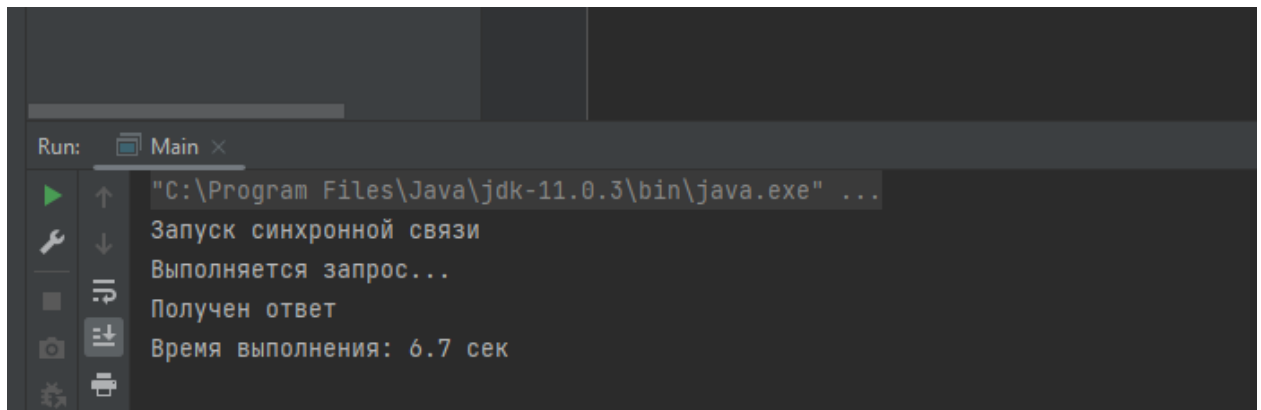 Run: Main
"C:\Program Files\Java\jdk-11.0.3\bin\java.exe" ...
Запуск синхронной связи
Выполняется запрос...
Получен ответ
Время выполнения: 6.7 сек